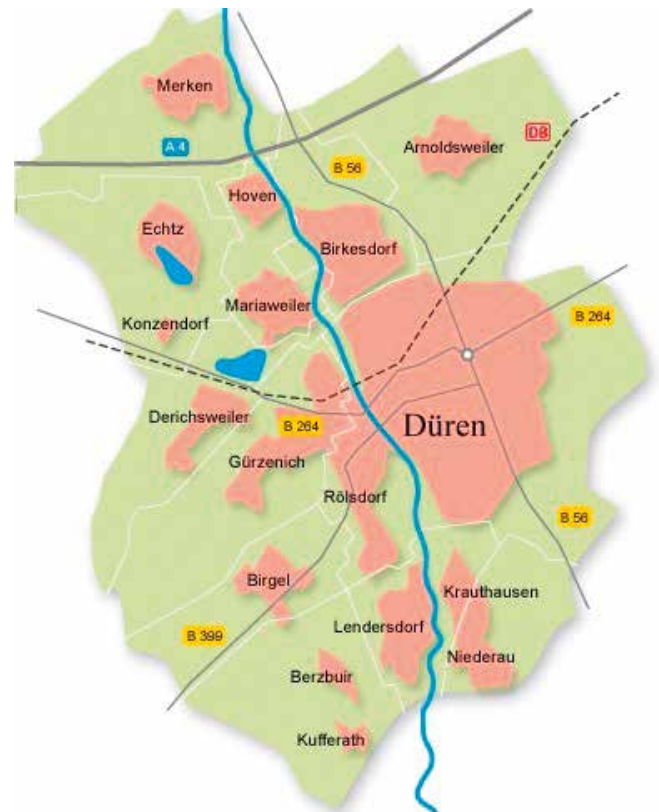 Merken
A 4
Arnoldsweiler
DB
B 56
Hoven
Echtz
Birkesdorf
Mariaweiler
Konzendorf
B 264
Derichsweiler
B 264
Düren
Gürzenich
Rölsdorf
B 56
Birgel
Krauthausen
Lendersdorf
B 399
Niederau
Berzbuir
Kufferath